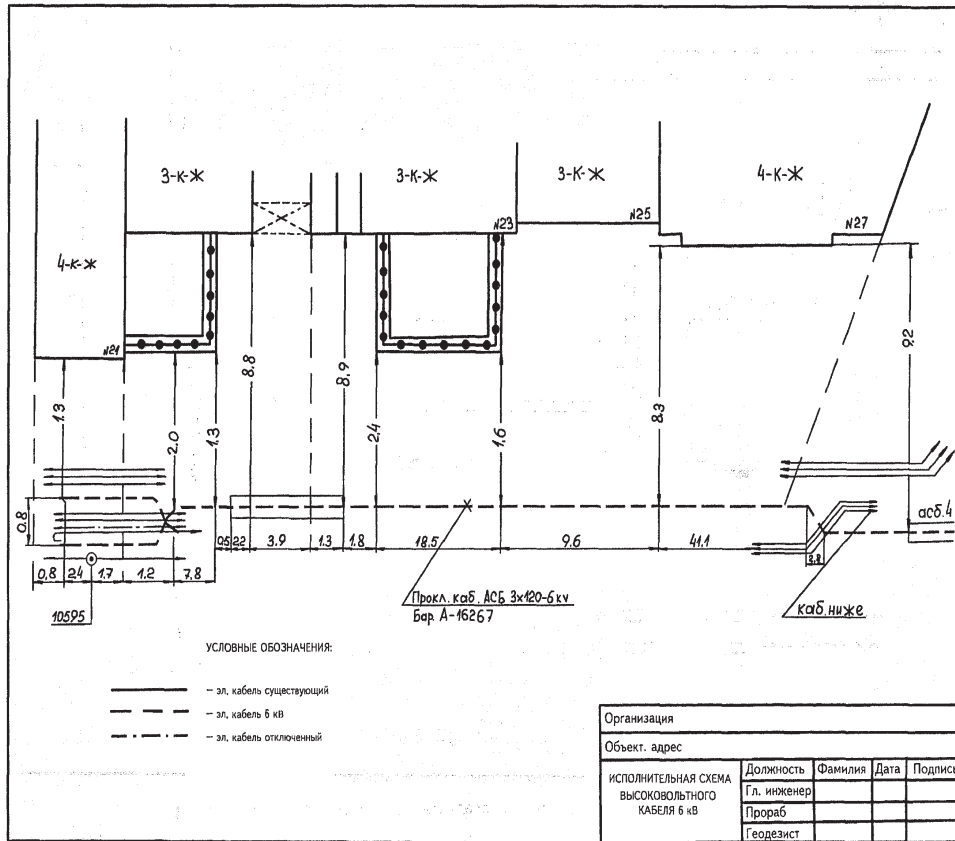 3-К-Ж
3-К-Ж
3-К-Ж
4-К-Ж
N23
N25
N27
4-К-Ж
N21
8.8
8,9
9.2
8.3
1.3
2.0
1.3
2.4
1.6
0.8
асб.4
0.5
2.2
3.9
1.3
1.8
18.5
9.6
41.1
3.8
0,8
2.4
1.7
1.2
7.8
10595
Прокл. каб. АСБ 3х120-6кv
Бар. А-16267
каб. ниже
УСЛОВНЫЕ ОБОЗНАЧЕНИЯ:
– эл. кабель существующий
– эл. кабель 6 кВ
– эл. кабель отключенный
Организация
Объект. адрес
ИСПОЛНИТЕЛЬНАЯ СХЕМА
ВЫСОКОВОЛЬТНОГО
КАБЕЛЯ 6 кВ
Должность Фамилия Дата Подпись
Гл. инженер
Прораб
Геодезист